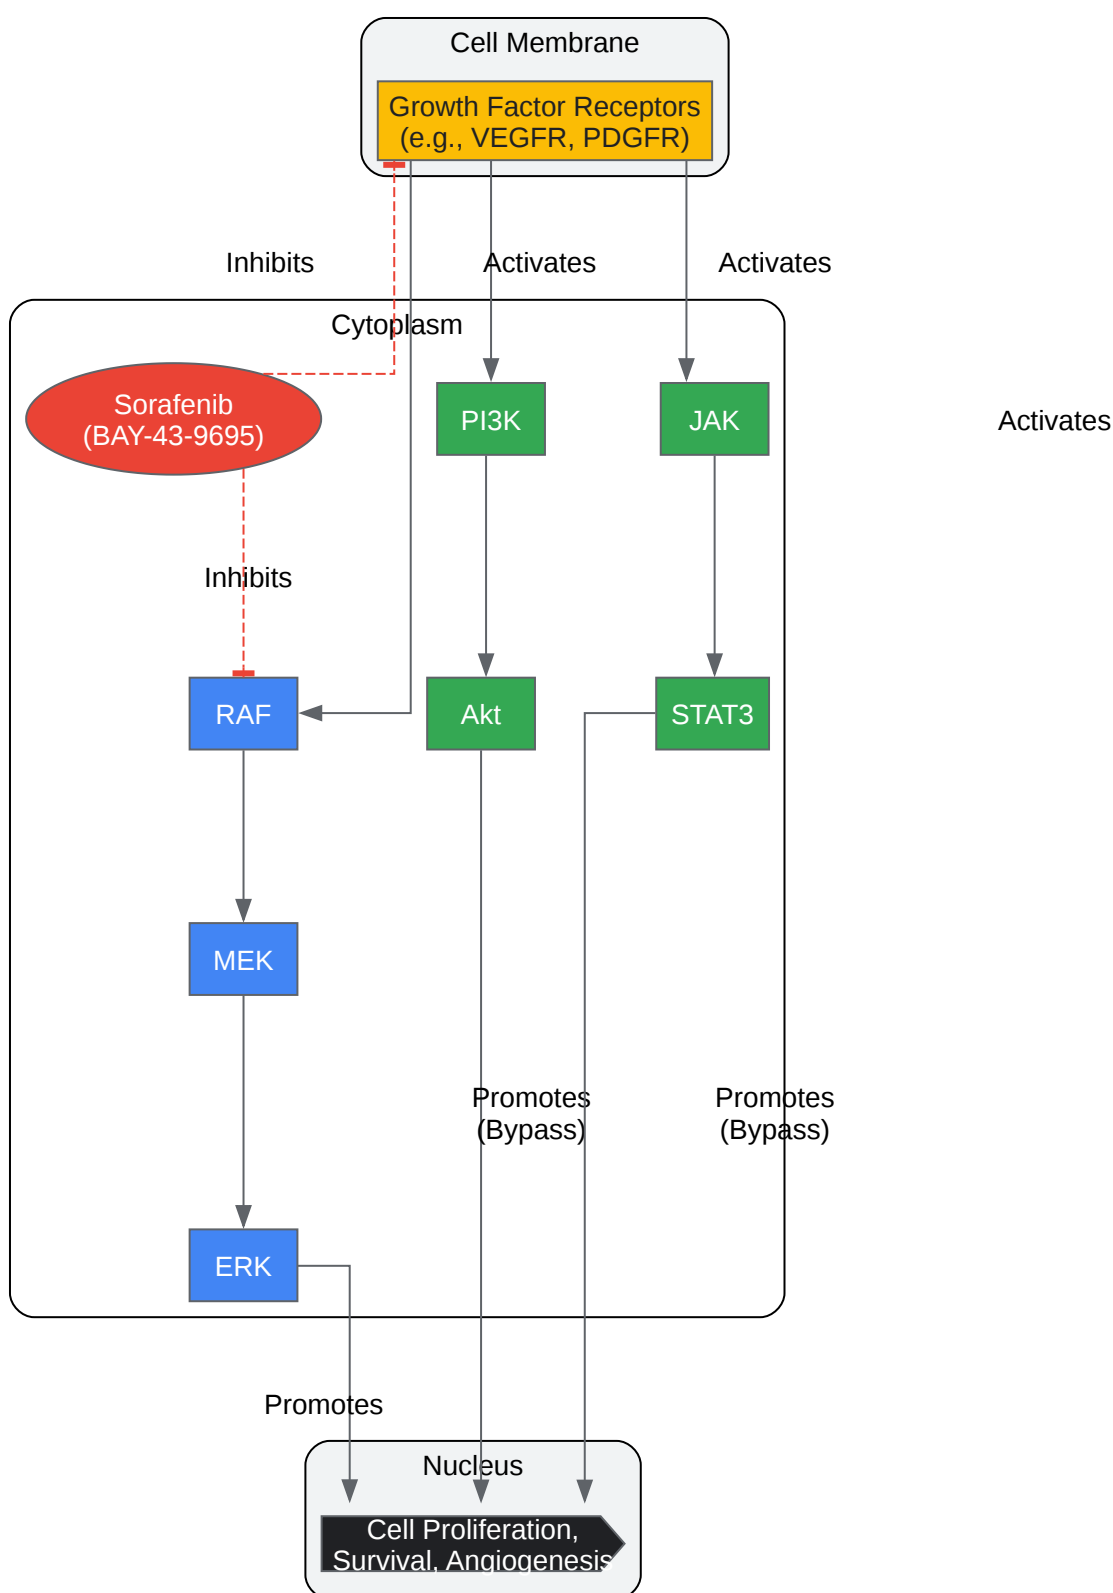 Cell Membrane
Growth Factor Receptors
(e.g., VEGFR, PDGFR)
Inhibits
Activates
Activates
Cytoplasm
Sorafenib
(BAY-43-9695)
PI3K
JAK
Activates
Inhibits
RAF
Akt
STAT3
MEK
Promotes
(Bypass)
Promotes
(Bypass)
ERK
Promotes
Nucleus
Cell Proliferation,
Survival, Angiogenesis